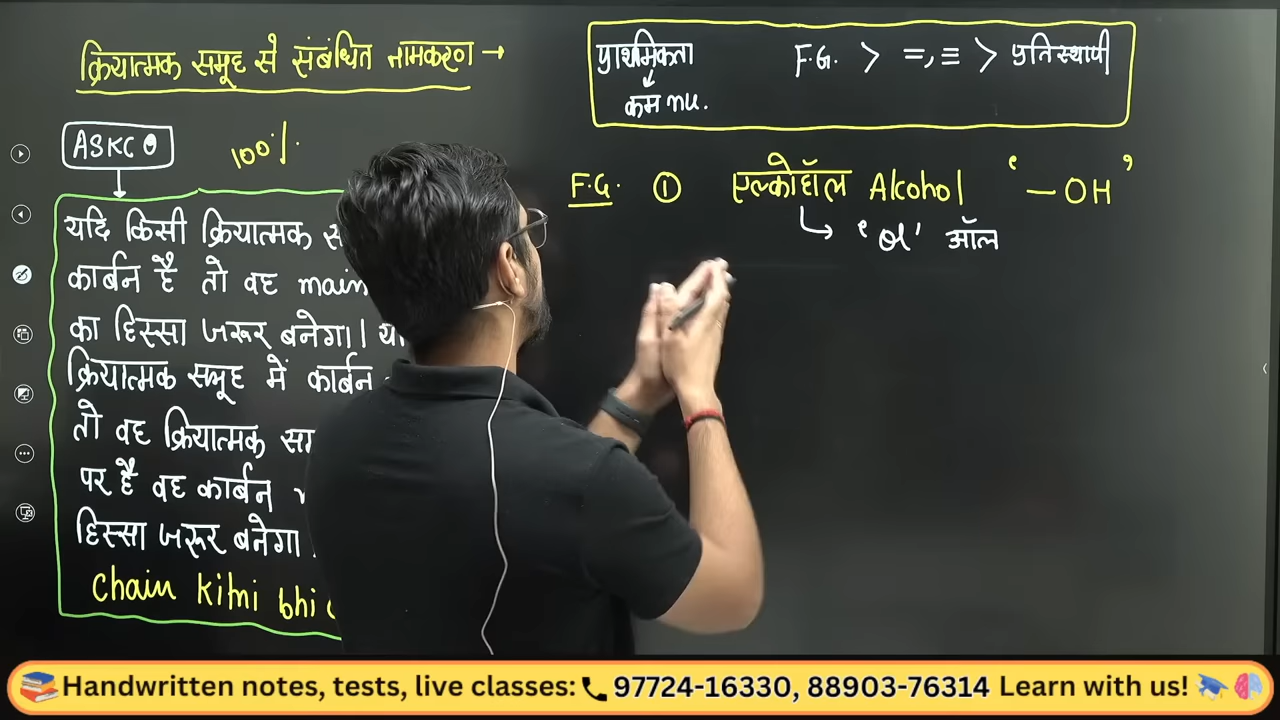 क्रियात्मक समूह से संबंधित नामकरण →
ASKC
100%
यदि किसी क्रियात्मक
कार्बन है तो वह main
का हिस्सा जरूर बनेगा।
क्रियात्मक समूह में कार्बन
तो वह क्रियात्मक
पर है वह कार्बन
हिस्सा जरूर बनेगा
chain kitni bhi
प्राथमिकता F.G. > =, ≡ > प्रतिस्थापी
↓
कम nu.
F.G. ① एल्कोहॉल Alcohol ‘ —OH ’
↳ ‘ol’ ऑल
Handwritten notes, tests, live classes: 97724-16330, 88903-76314 Learn with us!